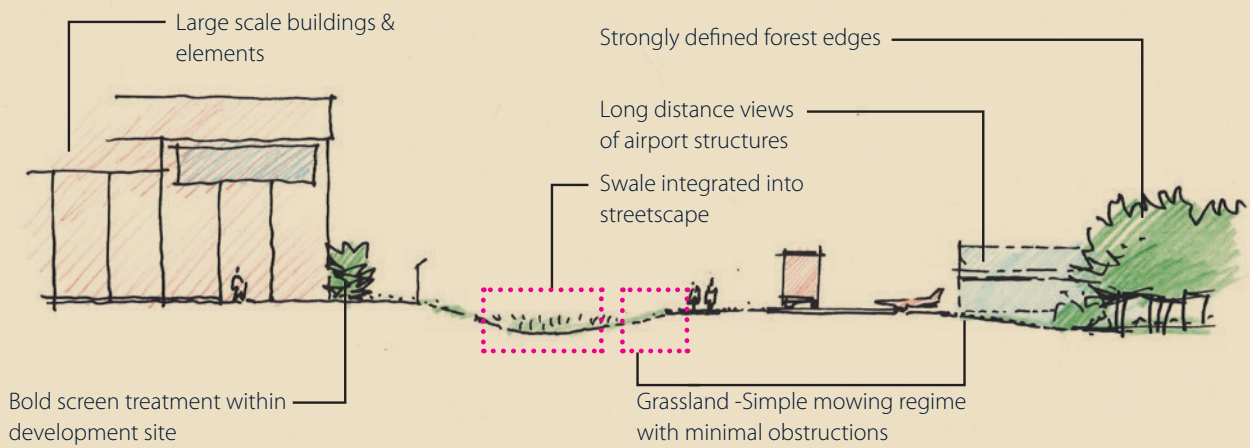 Large scale buildings &
elements
Strongly defined forest edges
Long distance views
of airport structures
Swale integrated into
streetscape
Bold screen treatment within
development site
Grassland -Simple mowing regime
with minimal obstructions